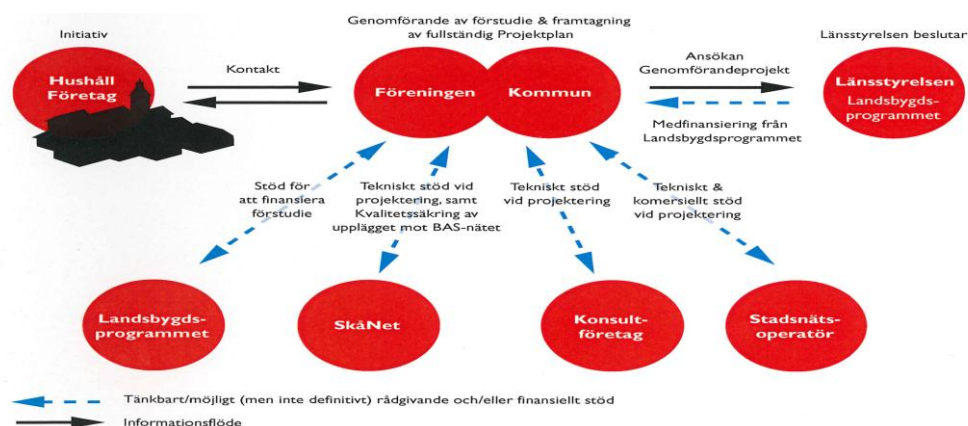 Initiativ
Genomförande av förstudie & framtagning
av fullständig Projektplan
Länsstyrelsen beslutar
Hushåll
Företag
Kontakt
Föreningen
Kommun
Ansökan
Genomförandeprojekt
Medfinansiering från
Landsbygdsprogrammet
Länsstyrelsen
Landsbygds-
programmet
Stöd för
att finansiera
förstudie
Tekniskt stöd vid
projektering, samt
Kvalitetssäkring av
upplägget mot BAS-nätet
Tekniskt stöd
vid projektering
Tekniskt &
komersiellt stöd
vid projektering
Landsbygds-
programmet
SkåNet
Konsult-
företag
Stadsnäts-
operatör
Tänkbart/möjligt (men inte definitivt) rådgivande och/eller finansiellt stöd
Informationsflöde